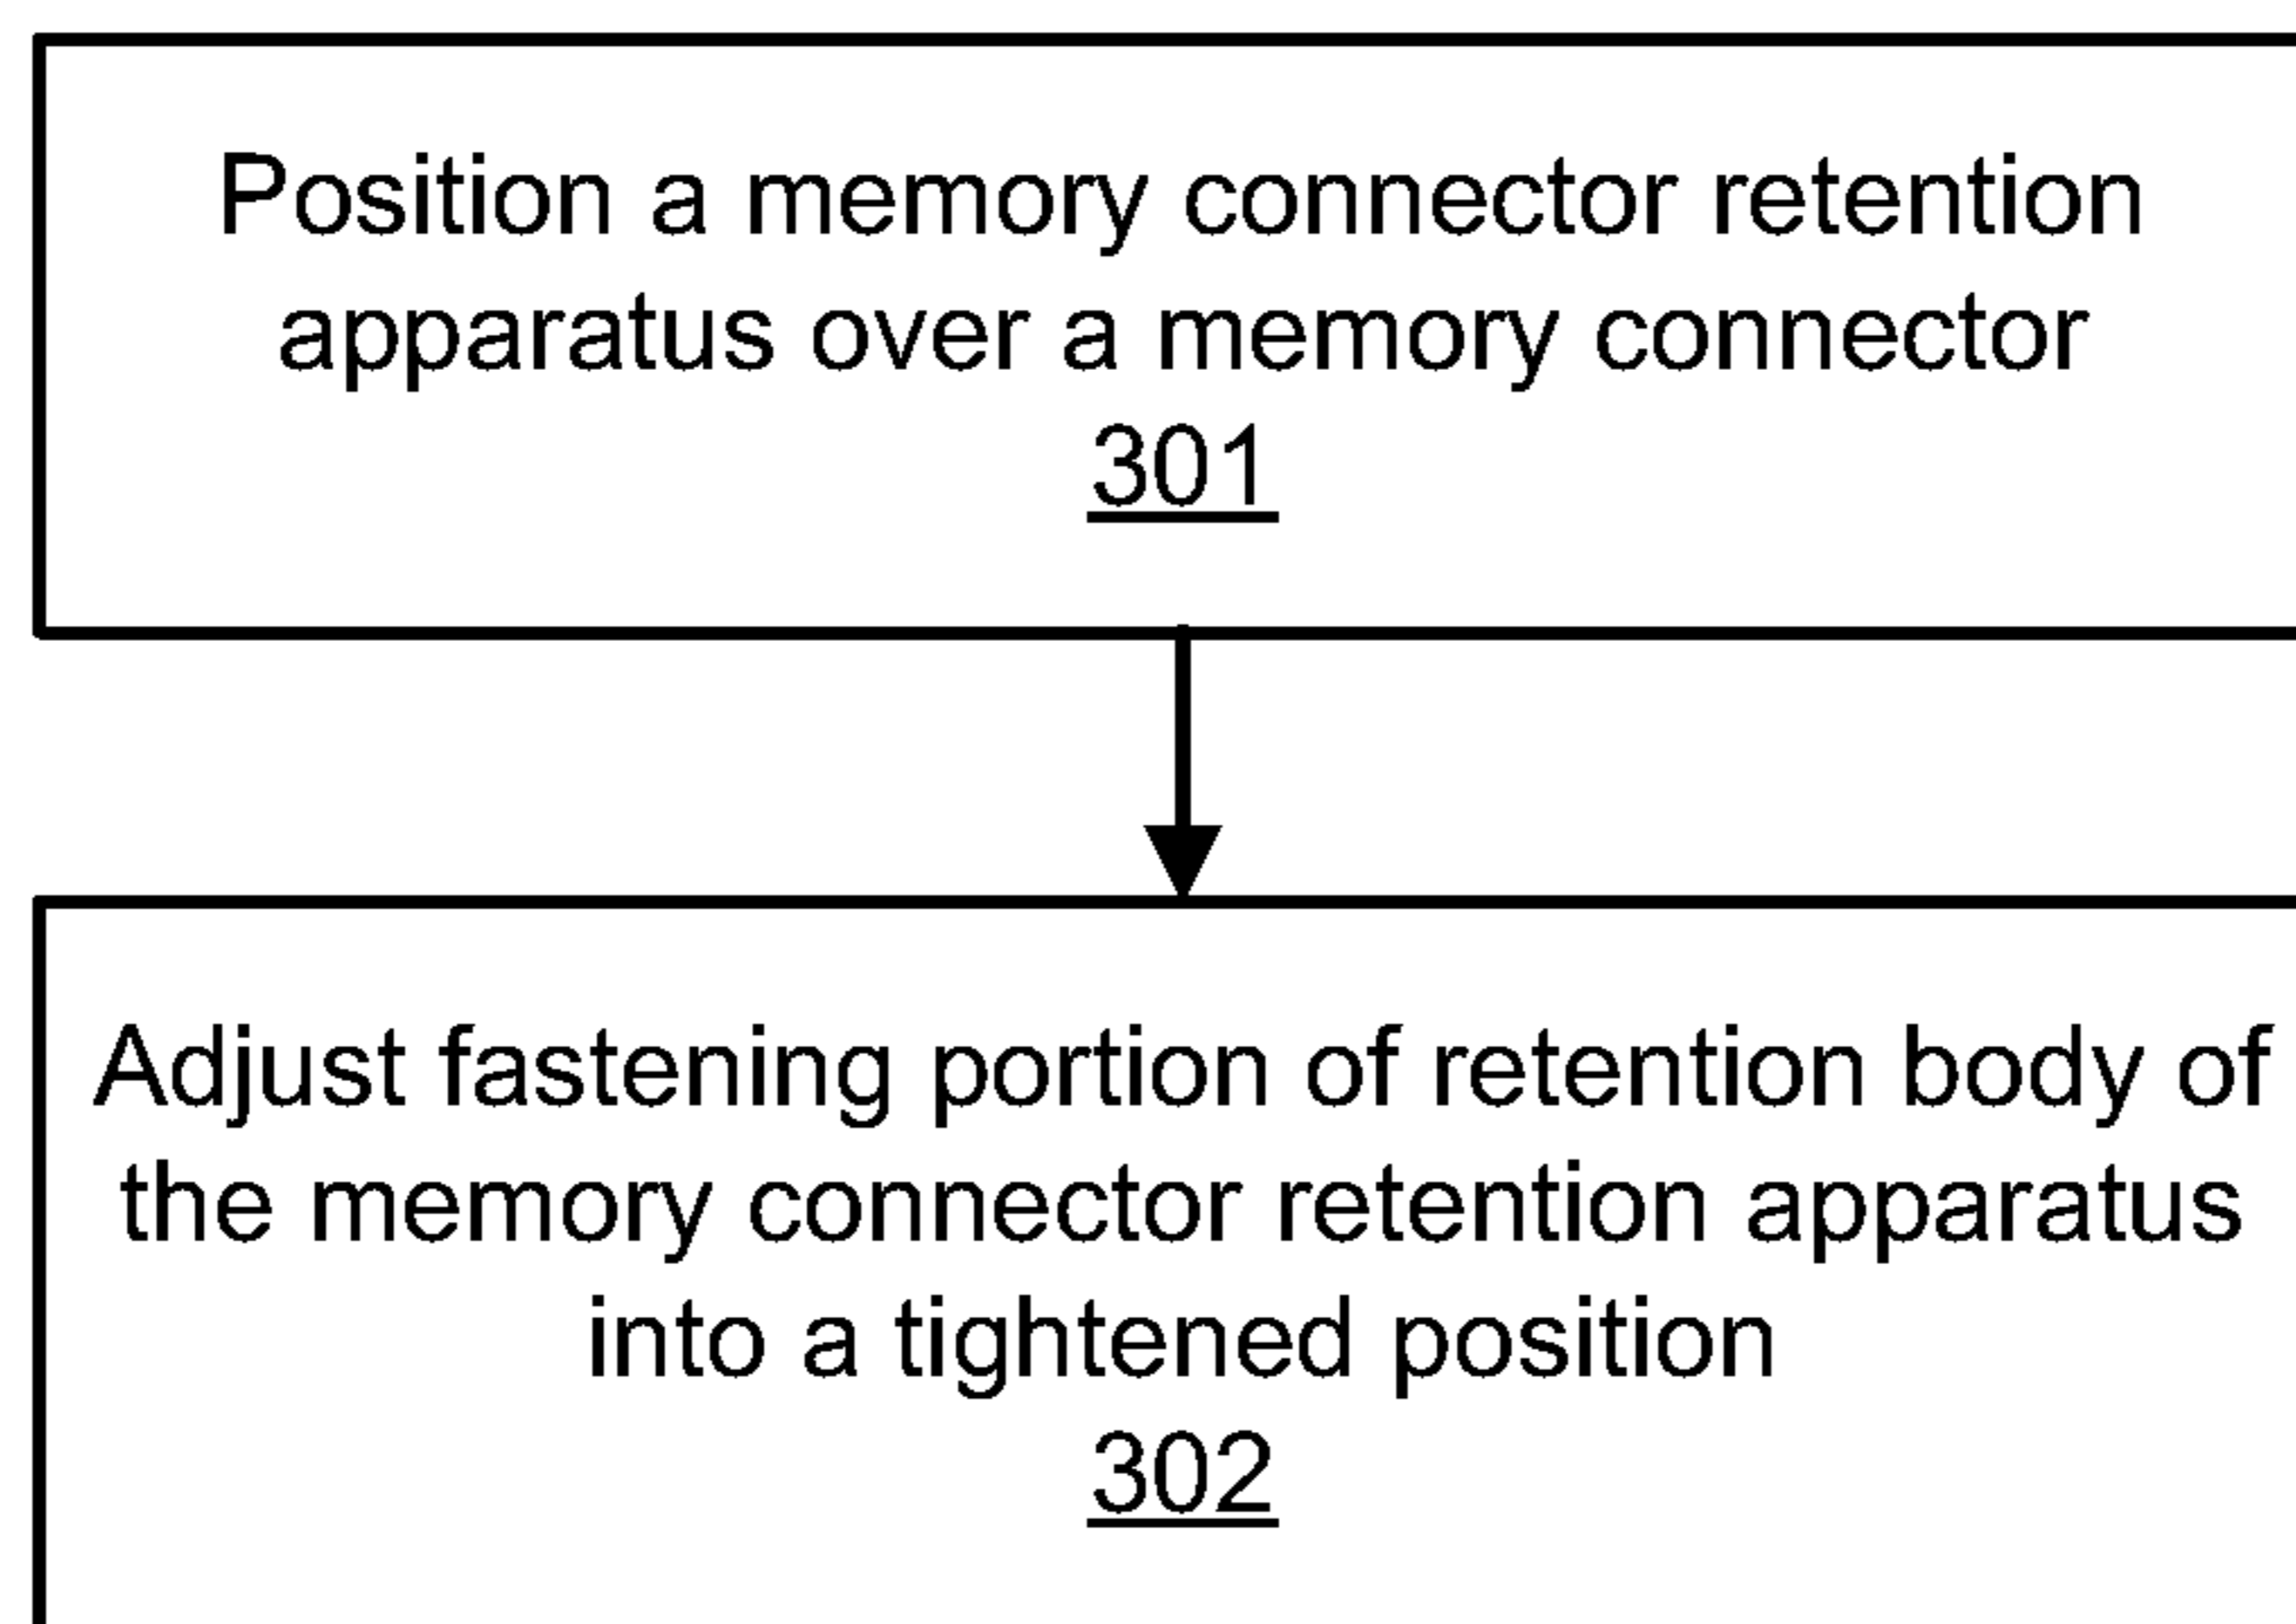 Position a memory connector retention
apparatus over a memory connector
301
Adjust fastening portion of retention body of
the memory connector retention apparatus
into a tightened position
302